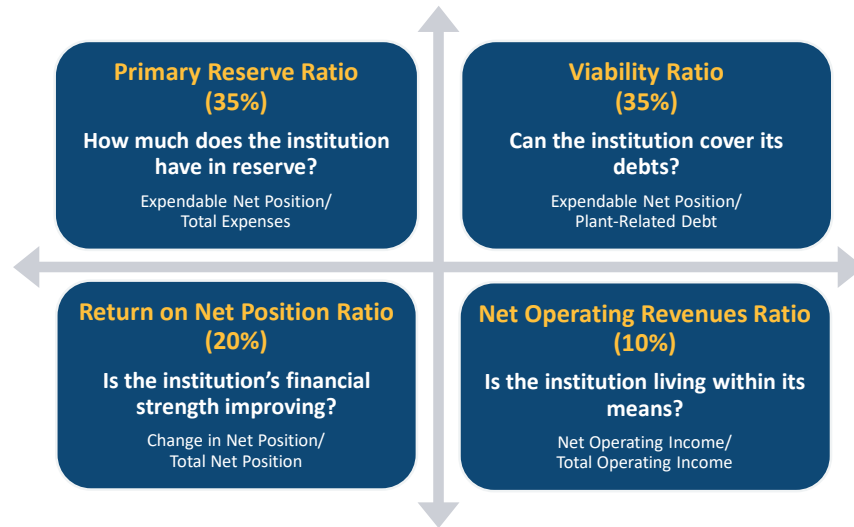 Primary Reserve Ratio
(35%)
How much does the institution
have in reserve?
Expendable Net Position/
Total Expenses
Viability Ratio
(35%)
Can the institution cover its
debts?
Expendable Net Position/
Plant-Related Debt
Return on Net Position Ratio
(20%)
Is the institution’s financial
strength improving?
Change in Net Position/
Total Net Position
Net Operating Revenues Ratio
(10%)
Is the institution living within its
means?
Net Operating Income/
Total Operating Income